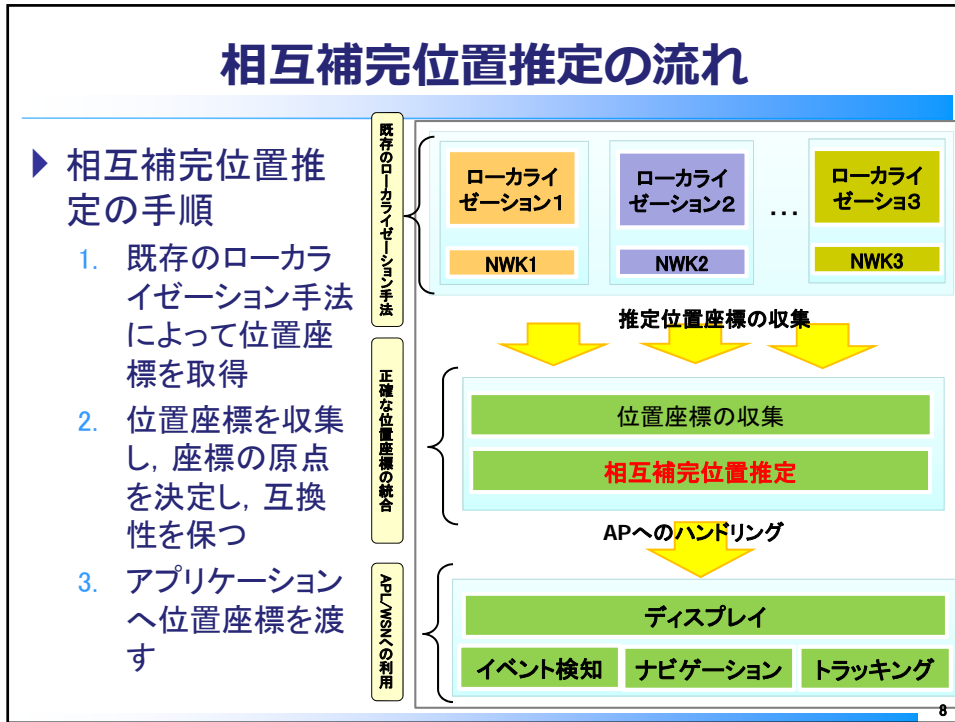 相互補完位置推定の流れ
相互補完位置推
定の手順
1. 既存のローカラ
イゼーション手法
によって位置座
標を取得
2. 位置座標を収集
し，座標の原点
を決定し，互換
性を保つ
3. アプリケーション
へ位置座標を渡
す
既存のローカライゼーション手法
ローカライ
ゼーション1
NWK1
ローカライ
ゼーション2
NWK2
...
ローカライ
ゼーショ3
NWK3
推定位置座標の収集
正確な位置座標の統合
位置座標の収集
相互補完位置推定
APへのハンドリング
APL/WSNへの利用
ディスプレイ
イベント検知
ナビゲーション
トラッキング
8